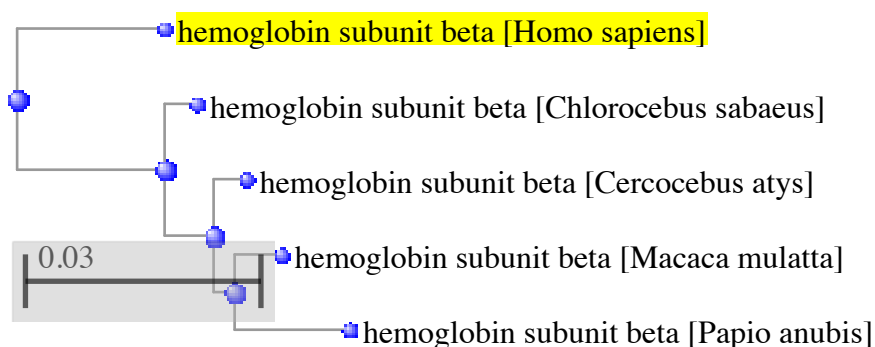 hemoglobin subunit beta [Homo sapiens]
hemoglobin subunit beta [Chlorocebus sabaeus]
hemoglobin subunit beta [Cercocebus atys]
0.03
hemoglobin subunit beta [Macaca mulatta]
hemoglobin subunit beta [Papio anubis]